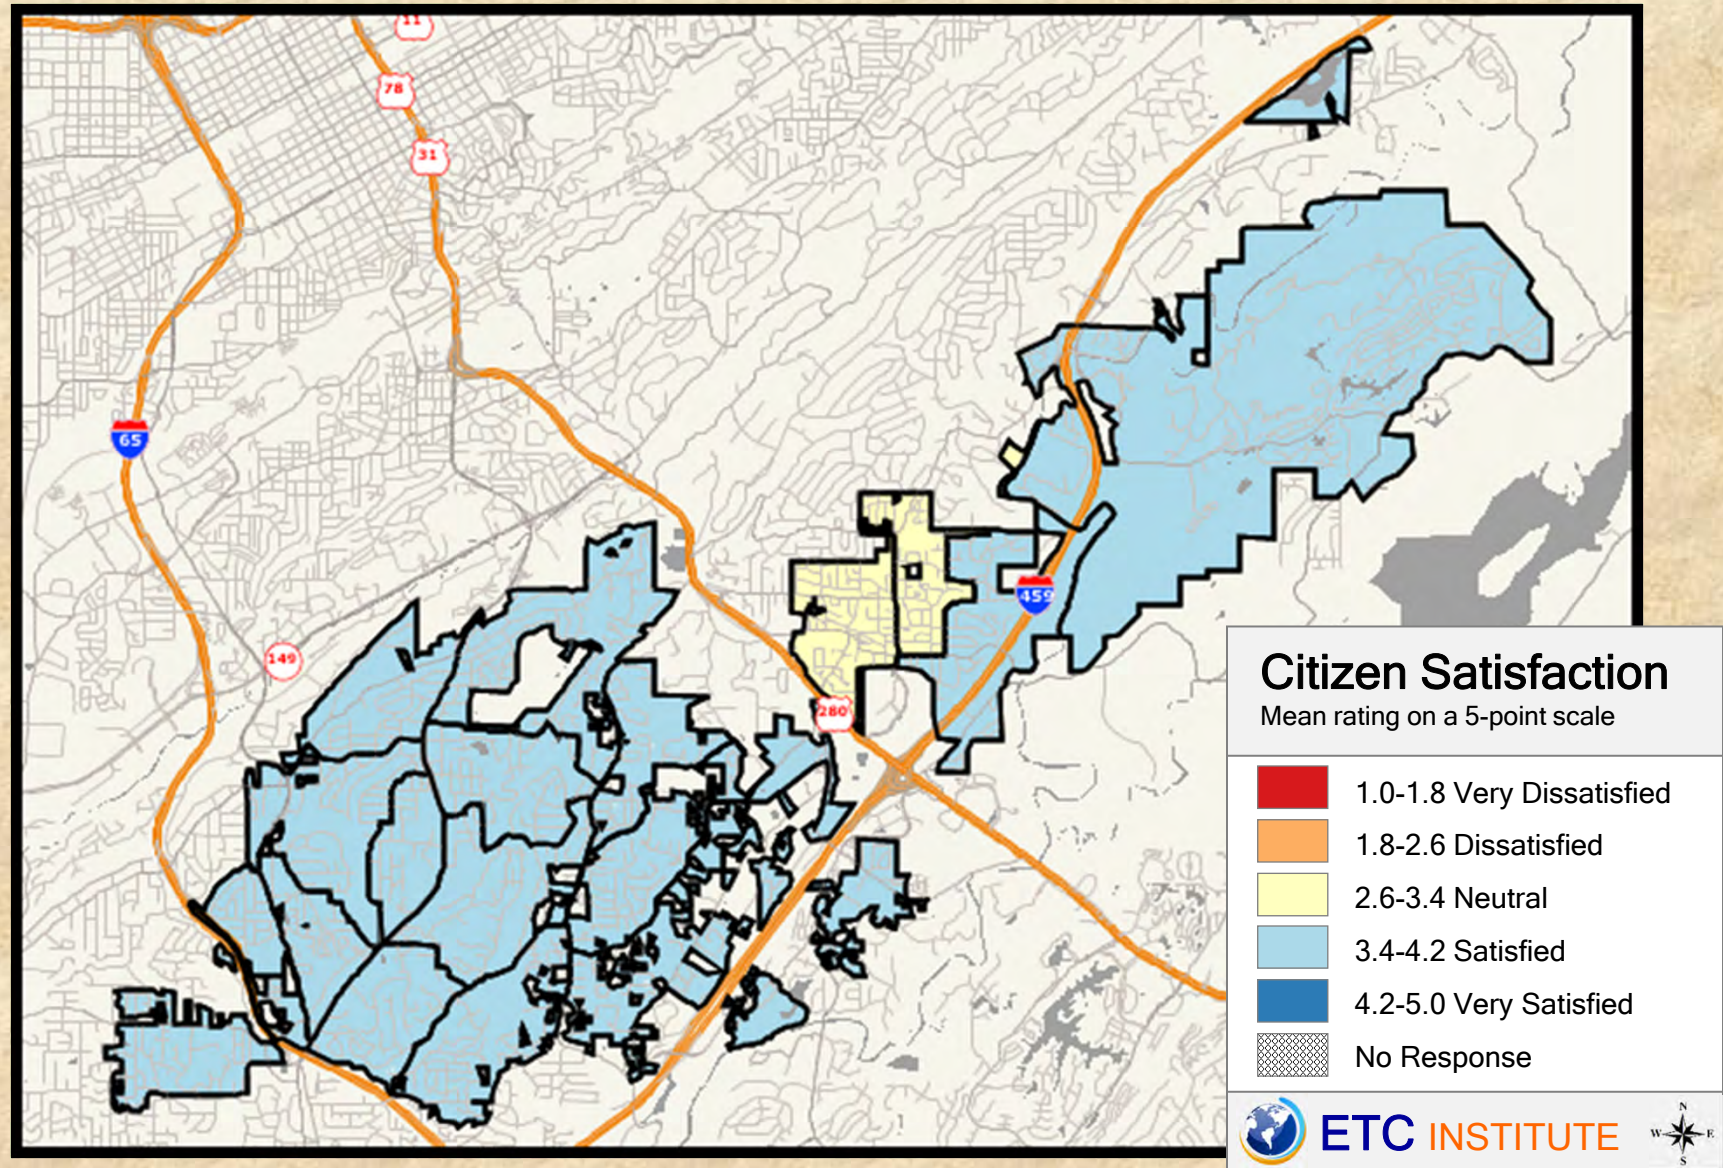 11
78
31
65
149
459
280
Citizen Satisfaction
Mean rating on a 5-point scale
1.0-1.8 Very Dissatisfied
1.8-2.6 Dissatisfied
2.6-3.4 Neutral
3.4-4.2 Satisfied
4.2-5.0 Very Satisfied
No Response
ETC INSTITUTE
N
W E
S